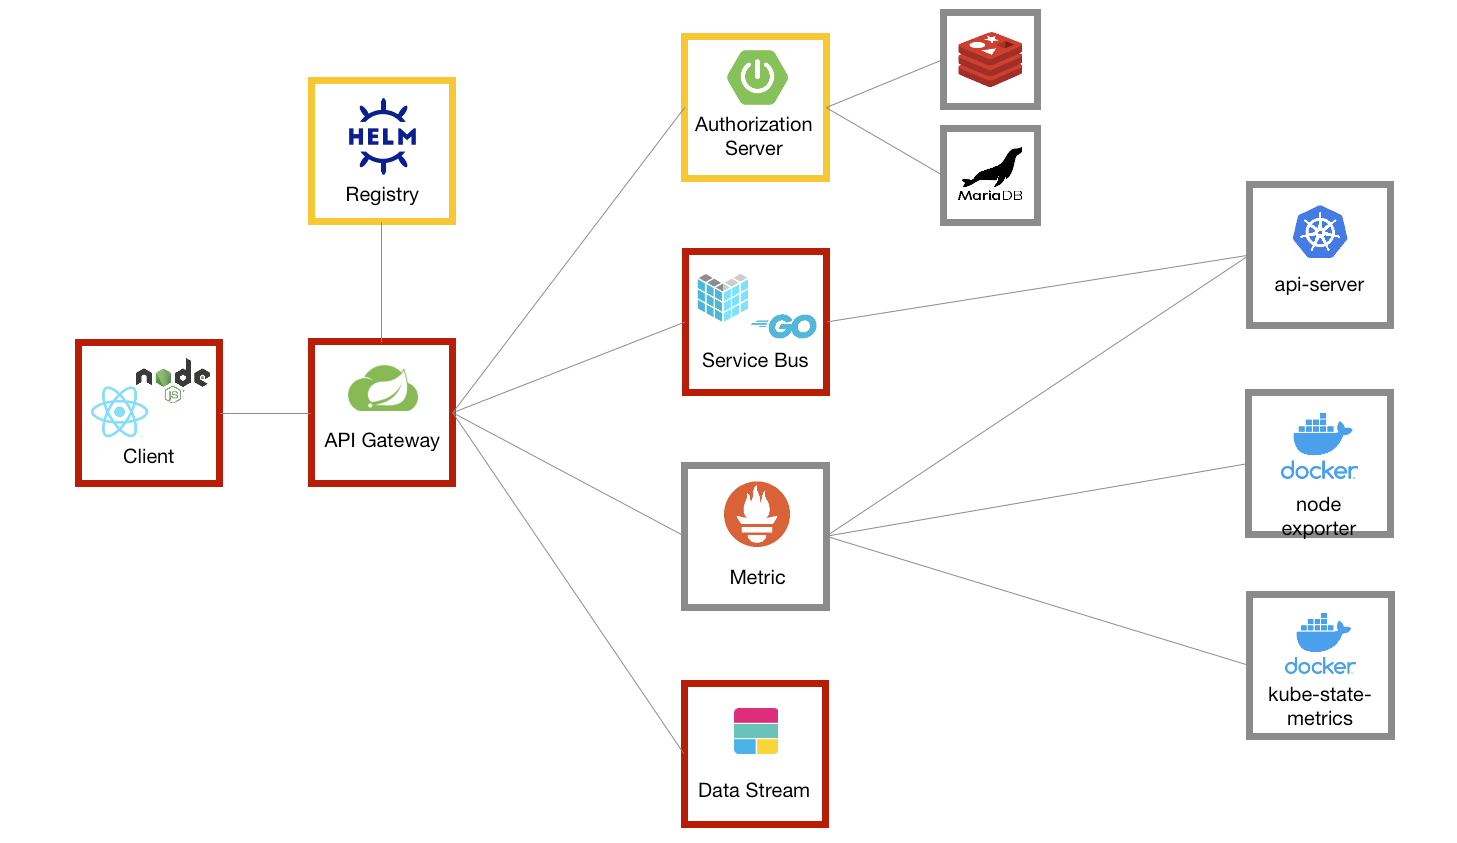 HELM
Registry
node
JS
Client
API Gateway
Authorization
Server
MariaDB
GO
Service Bus
Metric
Data Stream
api-server
docker
node
exporter
docker
kube-state-
metrics